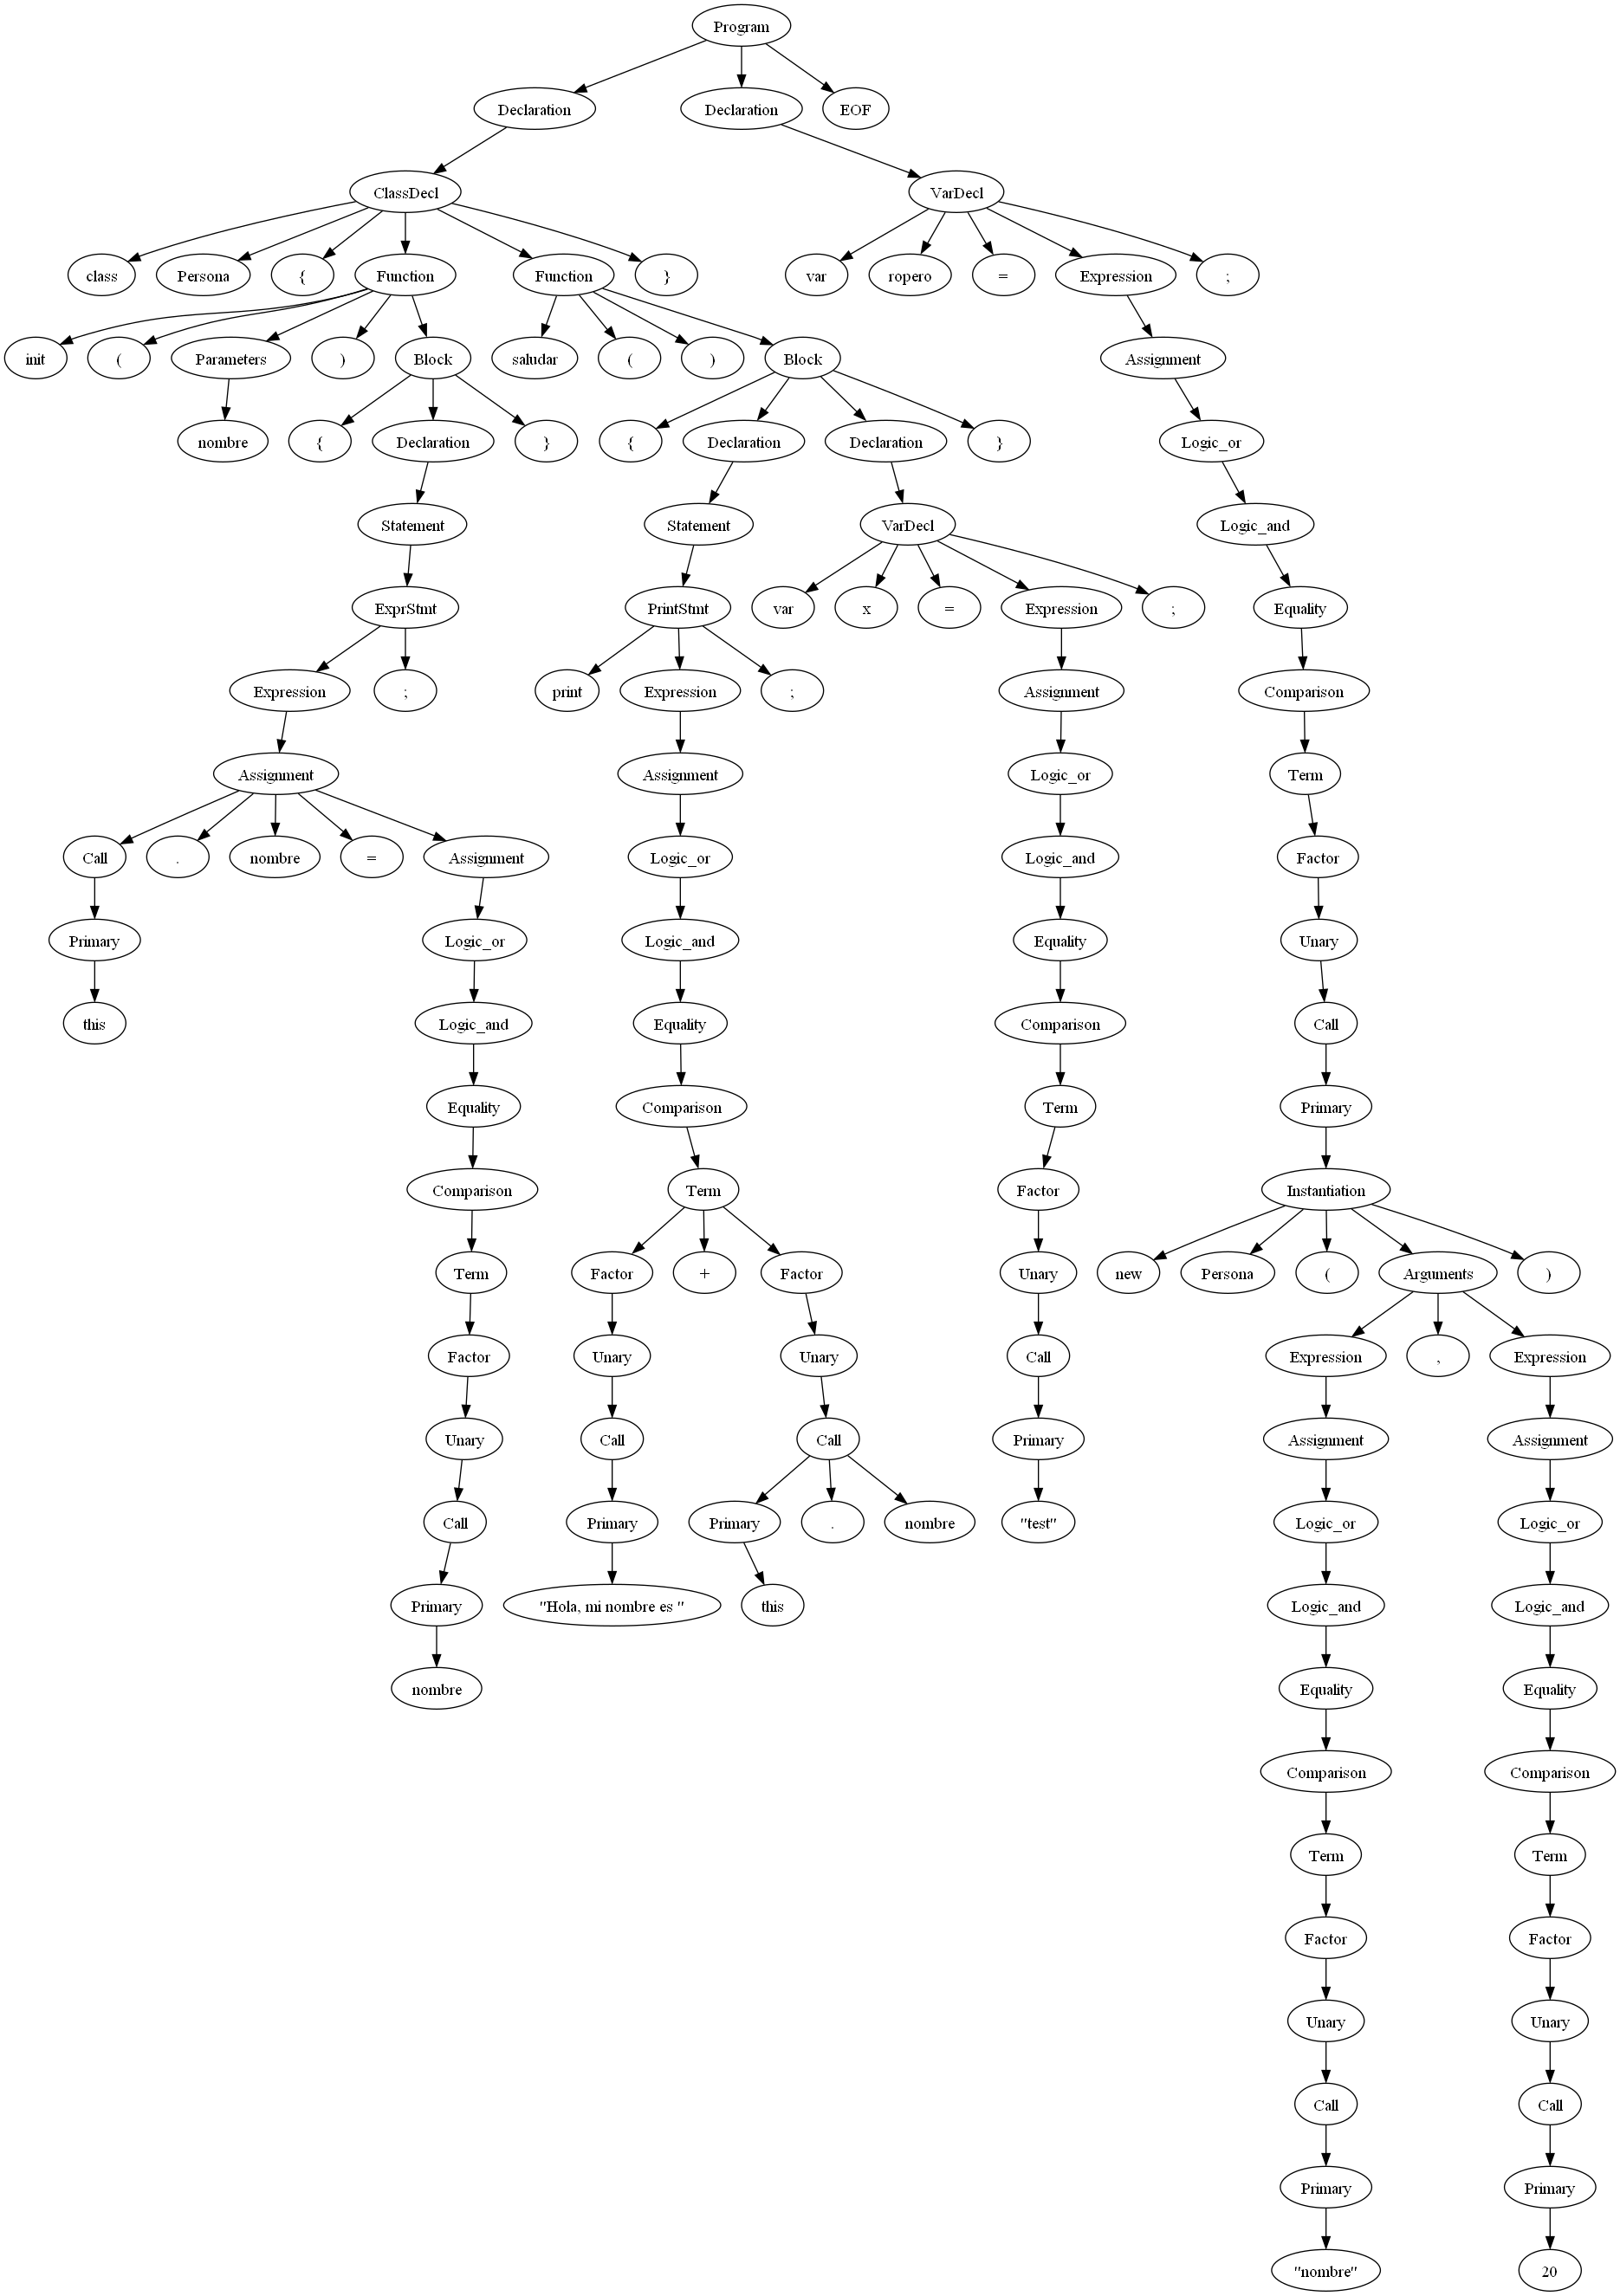 Program
Declaration Declaration EOF
ClassDecl VarDecl
class Persona { Function Function } var ropero = Expression ;
init ( Parameters ) Block saludar ( ) Block Assignment
nombre { Declaration } { Declaration Declaration } Logic_or
Statement Statement VarDecl Logic_and
ExprStmt PrintStmt var x = Expression ; Equality
Expression ; print Expression ; Assignment Comparison
Assignment Assignment Logic_or Term
Call . nombre = Assignment Logic_or Logic_and Factor
Primary Logic_or Logic_and Equality Unary
this Logic_and Equality Comparison Call
Equality Comparison Term Primary
Comparison Term Factor Instantiation
Term Factor + Factor Unary new Persona ( Arguments )
Factor Unary Unary Call Expression , Expression
Unary Call Call Primary Assignment Assignment
Call Primary Primary . nombre "test" Logic_or Logic_or
Primary "Hola, mi nombre es " this Logic_and Logic_and
nombre Equality Equality
Comparison Comparison
Term Term
Factor Factor
Unary Unary
Call Call
Primary Primary
"nombre" 20